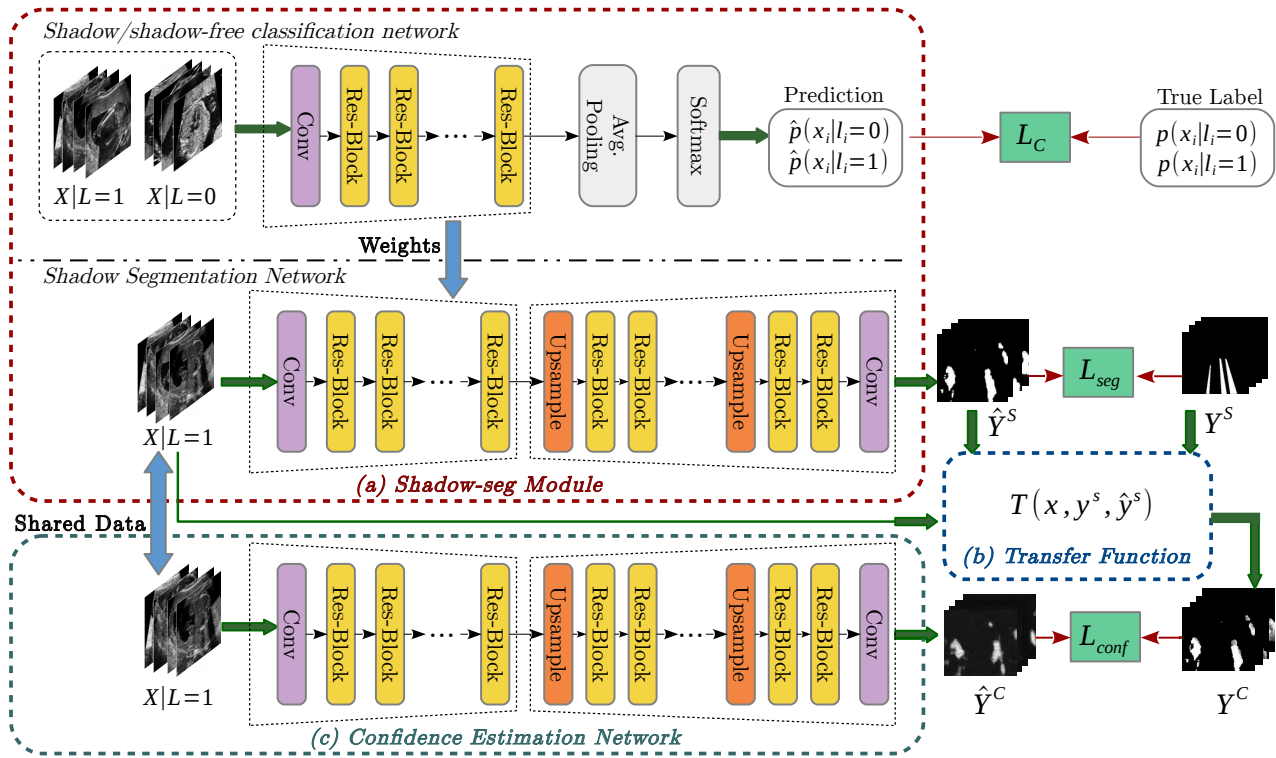 Shadow/shadow-free classification network
X|L=1
X|L=0
Conv
Res-Block
Res-Block
...
Res-Block
Avg.
Pooling
Softmax
Prediction
p̂(xᵢ|lᵢ=0)
p̂(xᵢ|lᵢ=1)
L_C
True Label
p(xᵢ|lᵢ=0)
p(xᵢ|lᵢ=1)
Weights
Shadow Segmentation Network
X|L=1
Conv
Res-Block
Res-Block
...
Res-Block
Upsample
Res-Block
Res-Block
...
Upsample
Res-Block
Res-Block
Conv
Ŷ^S
L_seg
Y^S
(a) Shadow-seg Module
Shared Data
T(x, y^s, ŷ^s)
(b) Transfer Function
X|L=1
Conv
Res-Block
Res-Block
...
Res-Block
Upsample
Res-Block
Res-Block
...
Upsample
Res-Block
Res-Block
Conv
Ŷ^C
L_conf
Y^C
(c) Confidence Estimation Network